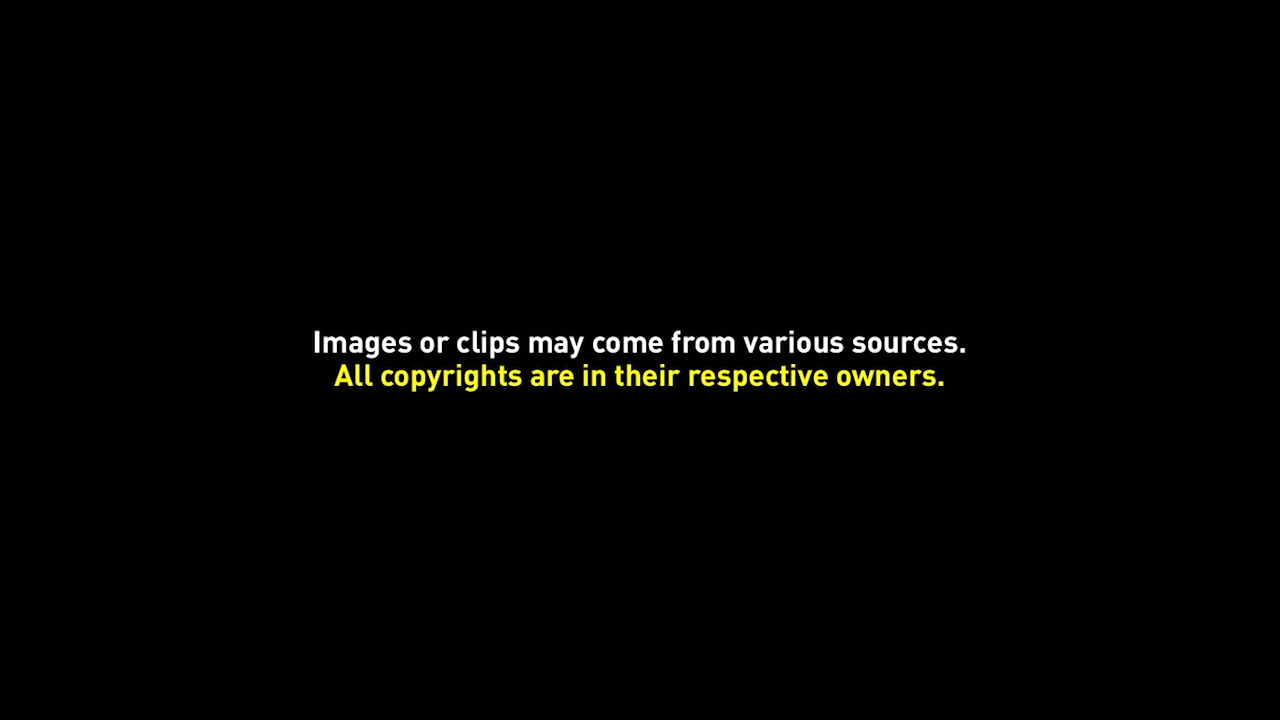 Images or clips may come from various sources.
All copyrights are in their respective owners.